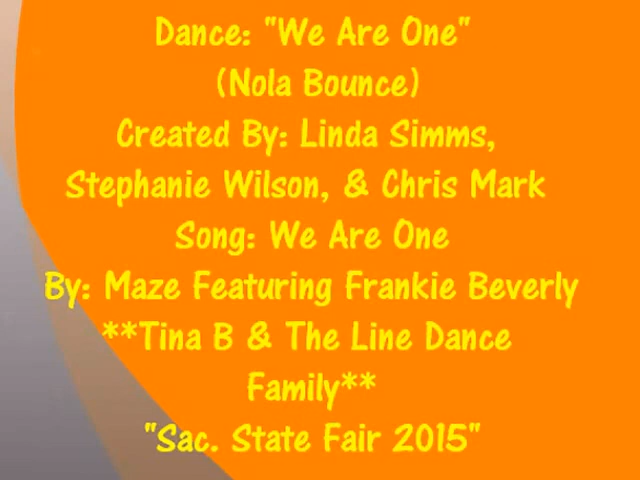 Dance: "We Are One"
(Nola Bounce)
Created By: Linda Simms,
Stephanie Wilson, & Chris Mark
Song: We Are One
By: Maze Featuring Frankie Beverly
**Tina B & The Line Dance
Family**
"Sac. State Fair 2015"